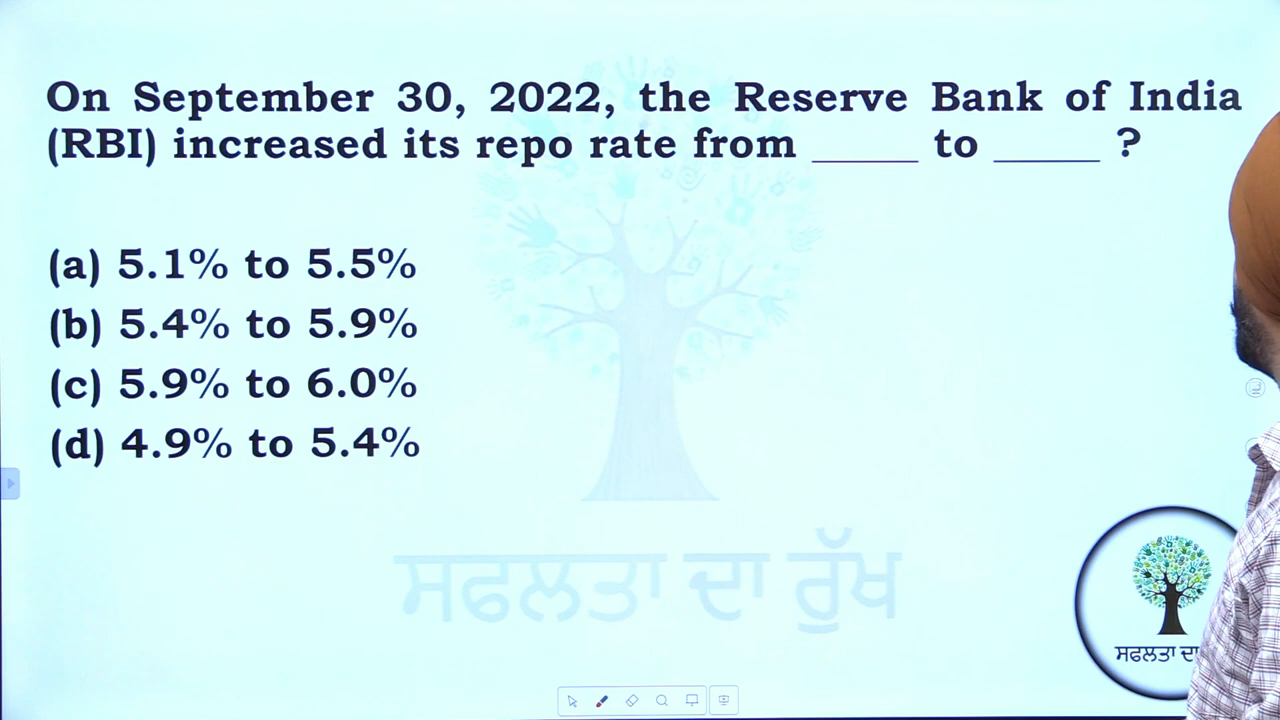 On September 30, 2022, the Reserve Bank of India
(RBI) increased its repo rate from _____ to _____ ?
(a) 5.1% to 5.5%
(b) 5.4% to 5.9%
(c) 5.9% to 6.0%
(d) 4.9% to 5.4%
ਸਫਲਤਾ ਦਾ ਰੁੱਖ
ਸਫਲਤਾ ਦਾ